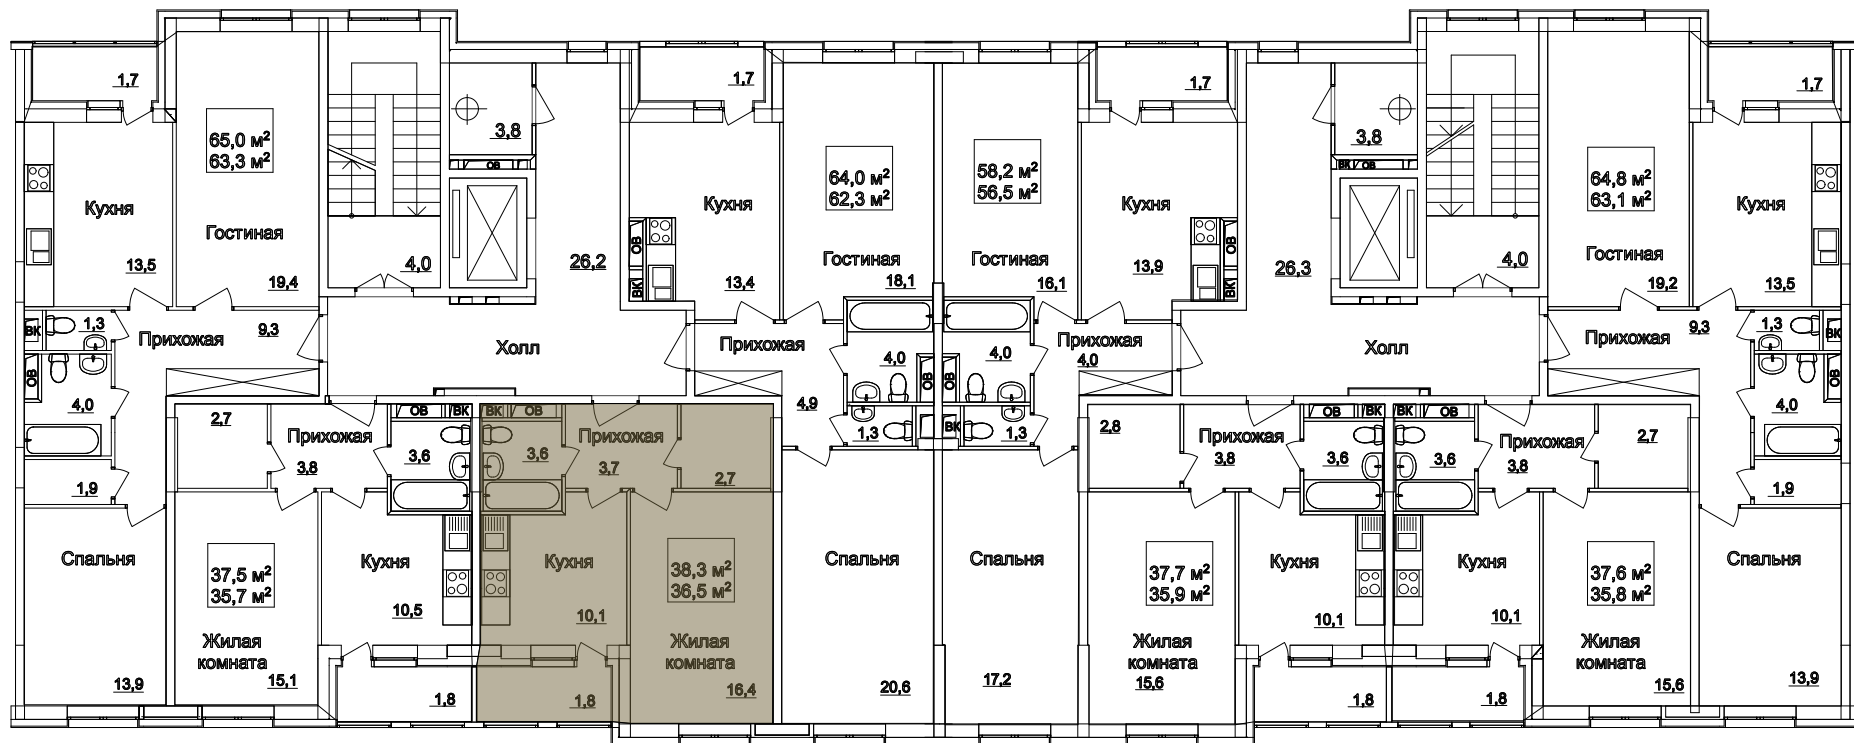 1,7
65,0 м²
63,3 м²
Кухня
Гостиная
13,5
19,4
4,0
3,8
ОВ
26,2
1,7
64,0 м²
62,3 м²
Кухня
ОВ
ВК
Гостиная
13,4
18,1
58,2 м²
56,5 м²
Гостиная
16,1
1,7
Кухня
13,9
ОВ
ВК
26,3
3,8
ВК
ОВ
4,0
64,8 м²
63,1 м²
Гостиная
19,2
1,7
Кухня
13,5
ВК
1,3
Прихожая
9,3
ОВ
4,0
1,9
Холл
Прихожая
4,9
4,0
ОВ
1,3
ВК
ОВ
4,0
1,3
Прихожая
4,0
Холл
Прихожая
9,3
1,3
ВК
ОВ
4,0
1,9
2,7
Прихожая
3,8
ОВ
ВК
3,6
ВК
ОВ
3,6
Прихожая
3,7
2,7
2,8
Прихожая
3,8
ОВ
ВК
3,6
ВК
ОВ
3,6
Прихожая
3,8
2,7
Спальня
13,9
37,5 м²
35,7 м²
Жилая
комната
15,1
Кухня
10,5
1,8
Кухня
10,1
1,8
38,3 м²
36,5 м²
Жилая
комната
16,4
Спальня
20,6
Спальня
17,2
37,7 м²
35,9 м²
Жилая
комната
15,6
Кухня
10,1
1,8
Кухня
10,1
1,8
37,6 м²
35,8 м²
Жилая
комната
15,6
Спальня
13,9